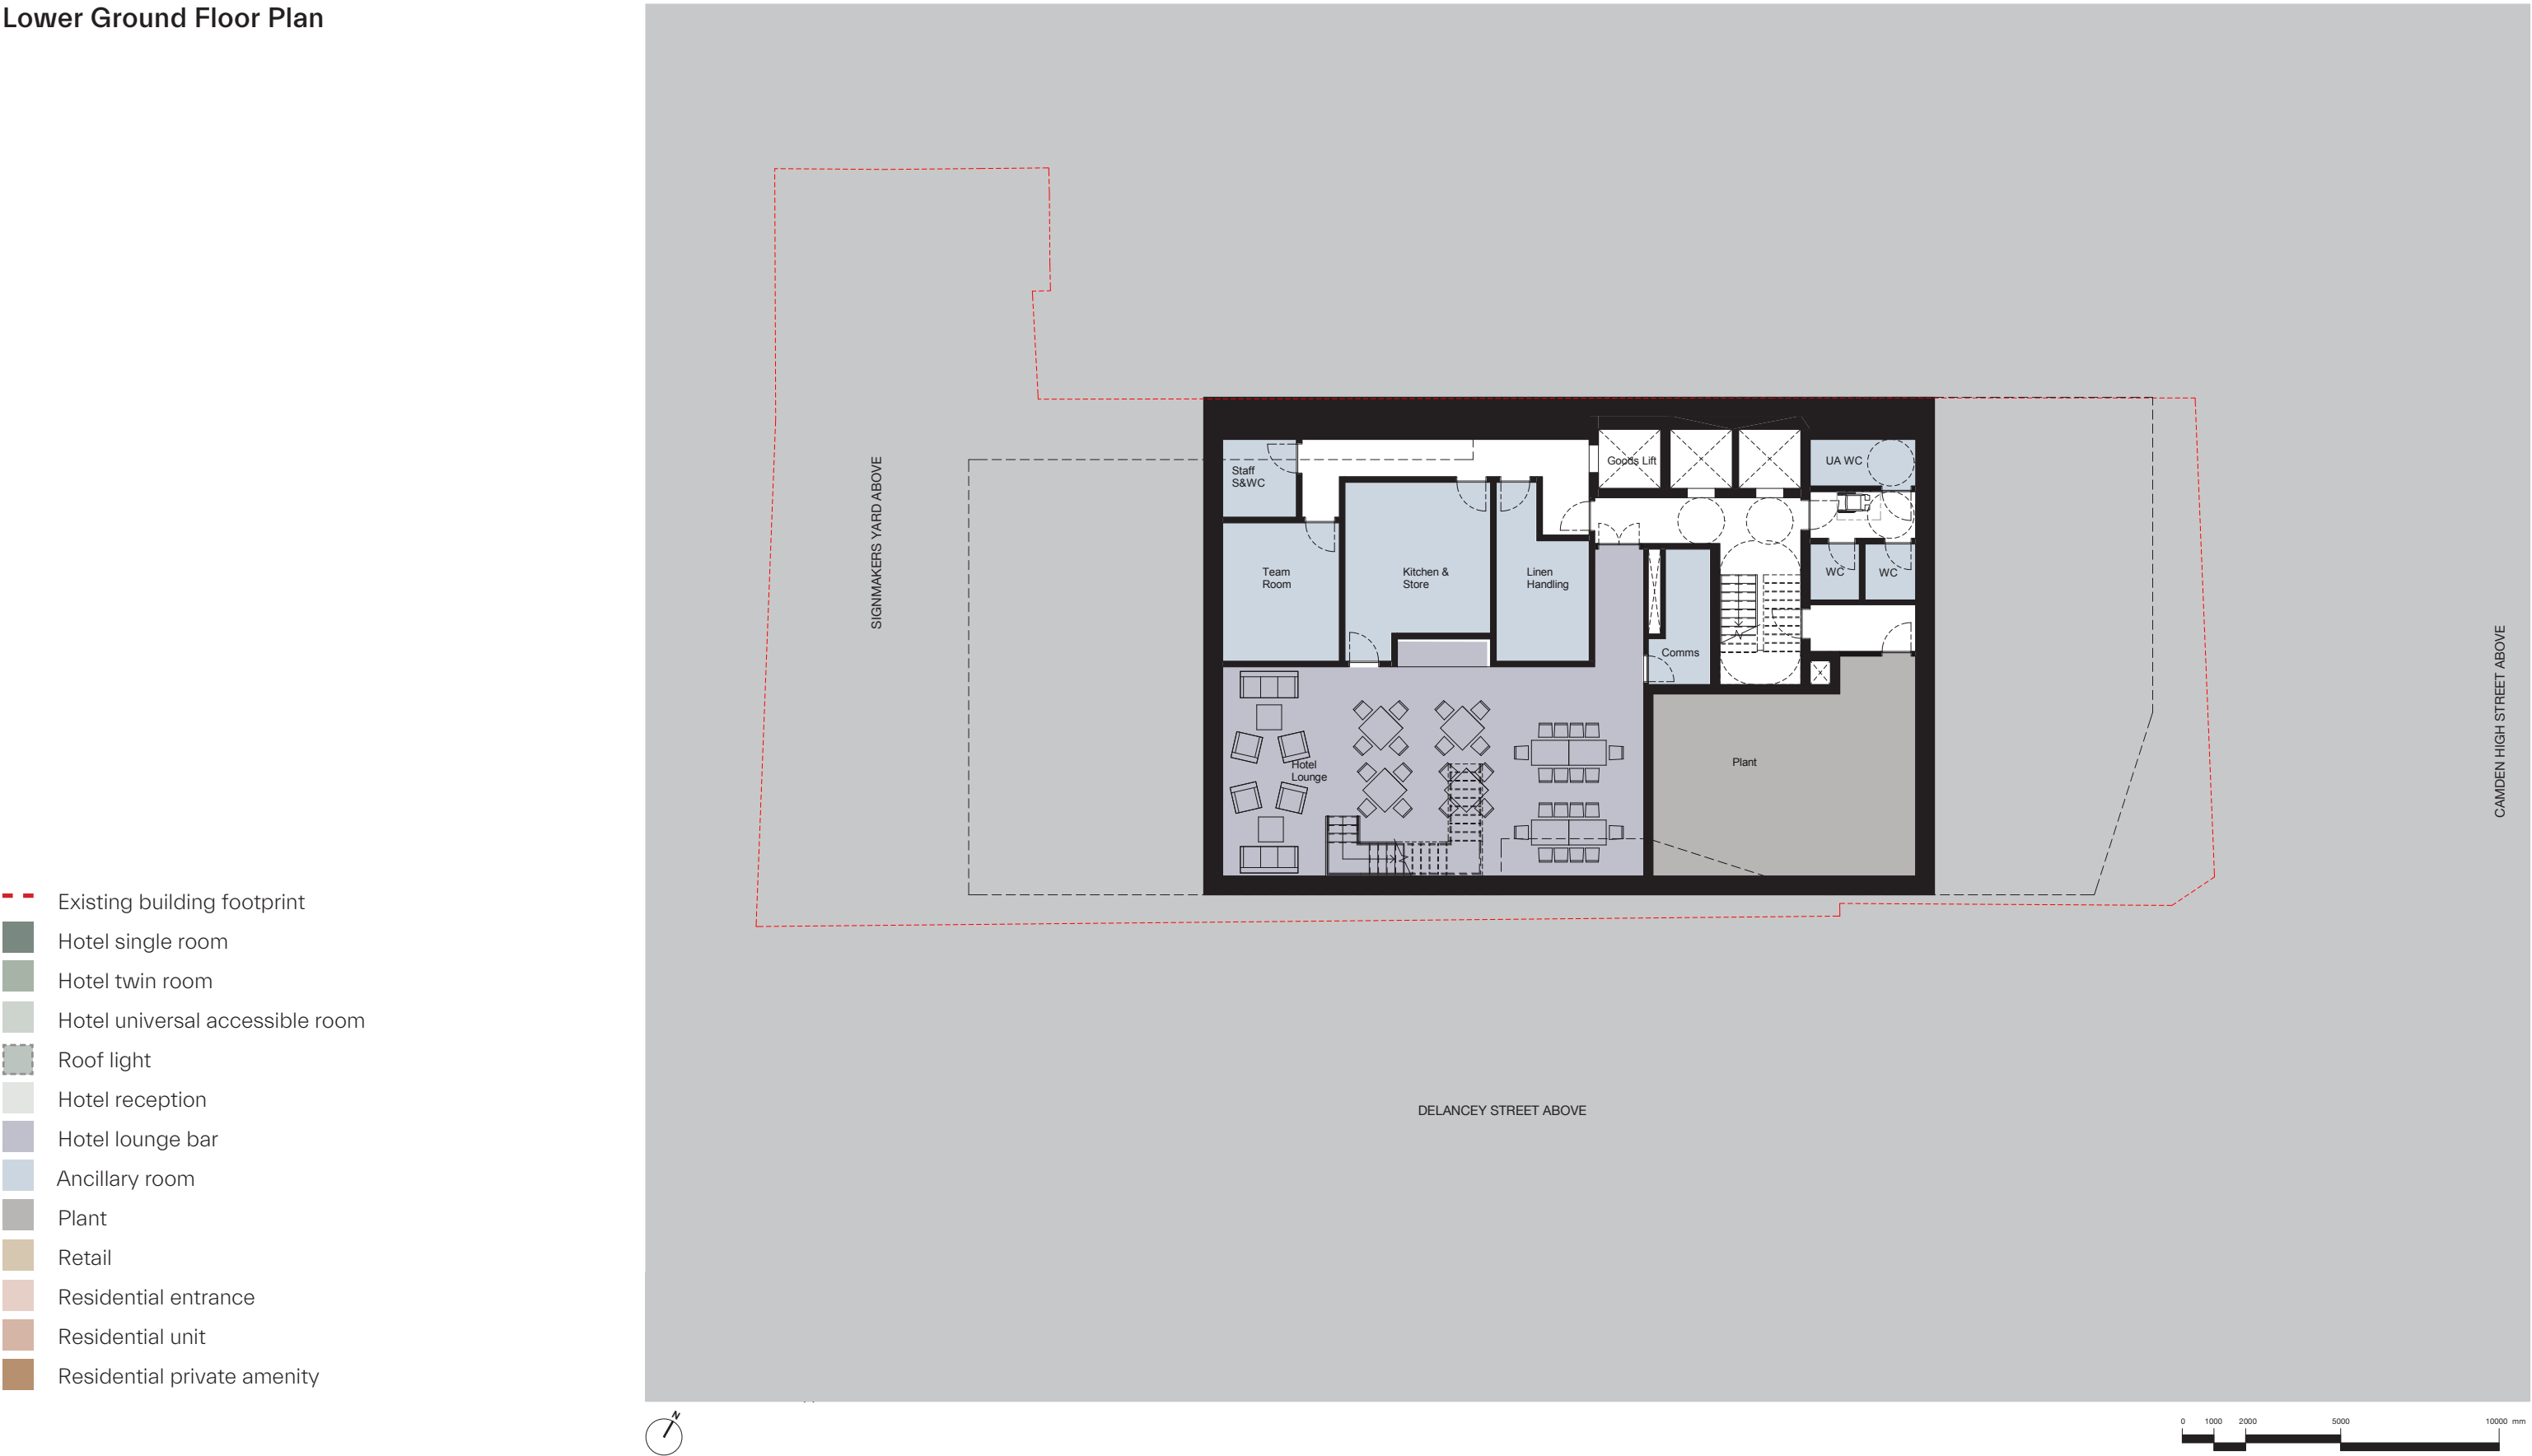 Lower Ground Floor Plan
Existing building footprint
Hotel single room
Hotel twin room
Hotel universal accessible room
Roof light
Hotel reception
Hotel lounge bar
Ancillary room
Plant
Retail
Residential entrance
Residential unit
Residential private amenity
SIGNMAKERS YARD ABOVE
Staff
S&WC
Goods Lift
UA WC
Team
Room
Kitchen &
Store
Linen
Handling
WC
WC
Comms
Hotel
Lounge
Plant
CAMDEN HIGH STREET ABOVE
DELANCEY STREET ABOVE
N
0 1000 2000 5000 10000 mm